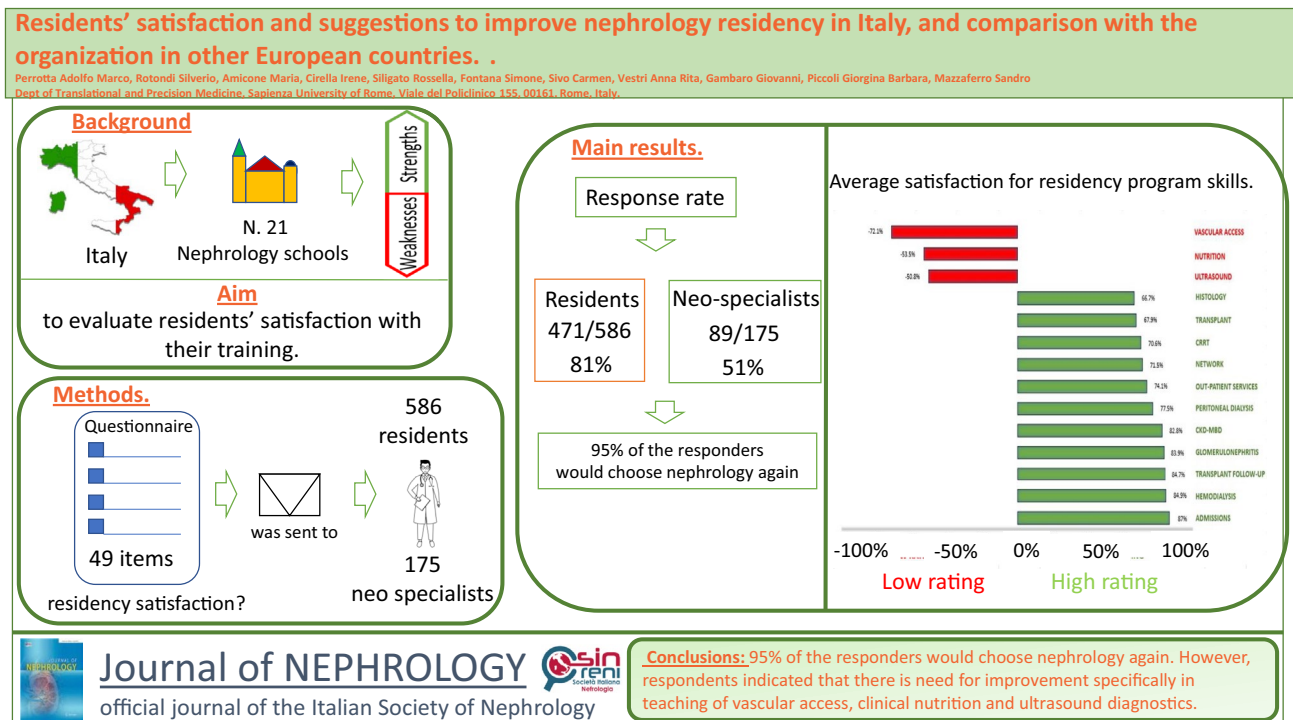 Residents’ satisfaction and suggestions to improve nephrology residency in Italy, and comparison with the
organization in other European countries. .
Perrotta Adolfo Marco, Rotondi Silverio, Amicone Maria, Cirella Irene, Siligato Rossella, Fontana Simone, Sivo Carmen, Vestri Anna Rita, Gambaro Giovanni, Piccoli Giorgina Barbara, Mazzaferro Sandro
Dept of Translational and Precision Medicine, Sapienza University of Rome, Viale del Policlinico 155, 00161, Rome, Italy.
Background
Italy
N. 21
Nephrology schools
Strengths
Weaknesses
Aim
to evaluate residents’ satisfaction with
their training.
Methods.
Questionnaire
49 items
residency satisfaction?
was sent to
586
residents
175
neo specialists
Main results.
Response rate
Residents
471/586
81%
Neo-specialists
89/175
51%
95% of the responders
would choose nephrology again
Average satisfaction for residency program skills.
-72.1% VASCULAR ACCESS
-53.5% NUTRITION
-50.8% ULTRASOUND
66.7% HISTOLOGY
67.9% TRANSPLANT
70.6% CRRT
71.5% NETWORK
74.1% OUT-PATIENT SERVICES
77.5% PERITONEAL DIALYSIS
82.8% CKD-MBD
83.9% GLOMERULONEPHRITIS
84.7% TRANSPLANT FOLLOW-UP
84.9% HEMODIALYSIS
87% ADMISSIONS
-100% -50% 0% 50% 100%
Low rating High rating
JOURNAL OF
NEPHROLOGY
Journal of NEPHROLOGY
official journal of the Italian Society of Nephrology
sin
reni
Società Italiana
Nefrologia
Conclusions: 95% of the responders would choose nephrology again. However,
respondents indicated that there is need for improvement specifically in
teaching of vascular access, clinical nutrition and ultrasound diagnostics.